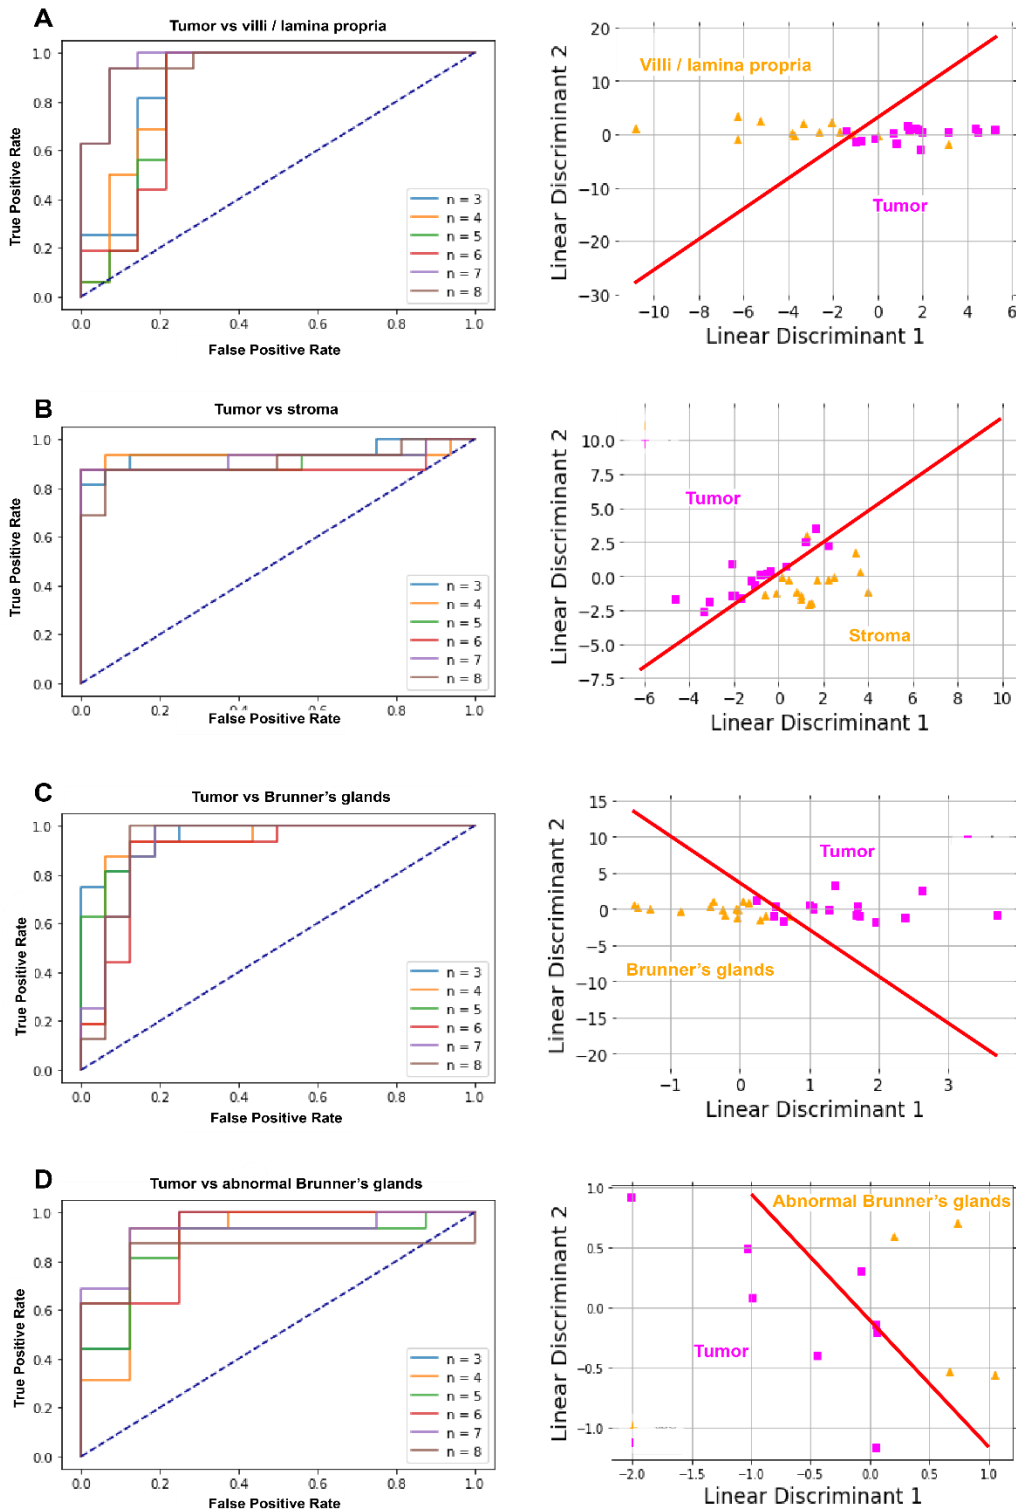 A
Tumor vs villi / lamina propria
1.0
0.8
0.6
0.4
0.2
0.0
True Positive Rate
n = 3
n = 4
n = 5
n = 6
n = 7
n = 8
0.0 0.2 0.4 0.6 0.8 1.0
False Positive Rate
20
10
0
−10
−20
−30
Linear Discriminant 2
Villi / lamina propria
Tumor
−10 −8 −6 −4 −2 0 2 4 6
Linear Discriminant 1
B
Tumor vs stroma
1.0
0.8
0.6
0.4
0.2
0.0
True Positive Rate
n = 3
n = 4
n = 5
n = 6
n = 7
n = 8
0.0 0.2 0.4 0.6 0.8 1.0
False Positive Rate
10.0
7.5
5.0
2.5
0.0
−2.5
−5.0
−7.5
Linear Discriminant 2
Tumor
Stroma
−6 −4 −2 0 2 4 6 8 10
Linear Discriminant 1
C
Tumor vs Brunner's glands
1.0
0.8
0.6
0.4
0.2
0.0
True Positive Rate
n = 3
n = 4
n = 5
n = 6
n = 7
n = 8
0.0 0.2 0.4 0.6 0.8 1.0
False Positive Rate
15
10
5
0
−5
−10
−15
−20
Linear Discriminant 2
Tumor
Brunner's glands
−1 0 1 2 3
Linear Discriminant 1
D
Tumor vs abnormal Brunner's glands
1.0
0.8
0.6
0.4
0.2
0.0
True Positive Rate
n = 3
n = 4
n = 5
n = 6
n = 7
n = 8
0.0 0.2 0.4 0.6 0.8 1.0
False Positive Rate
1.0
0.5
0.0
−0.5
−1.0
Linear Discriminant 2
Abnormal Brunner's glands
Tumor
−2.0 −1.5 −1.0 −0.5 0.0 0.5 1.0
Linear Discriminant 1